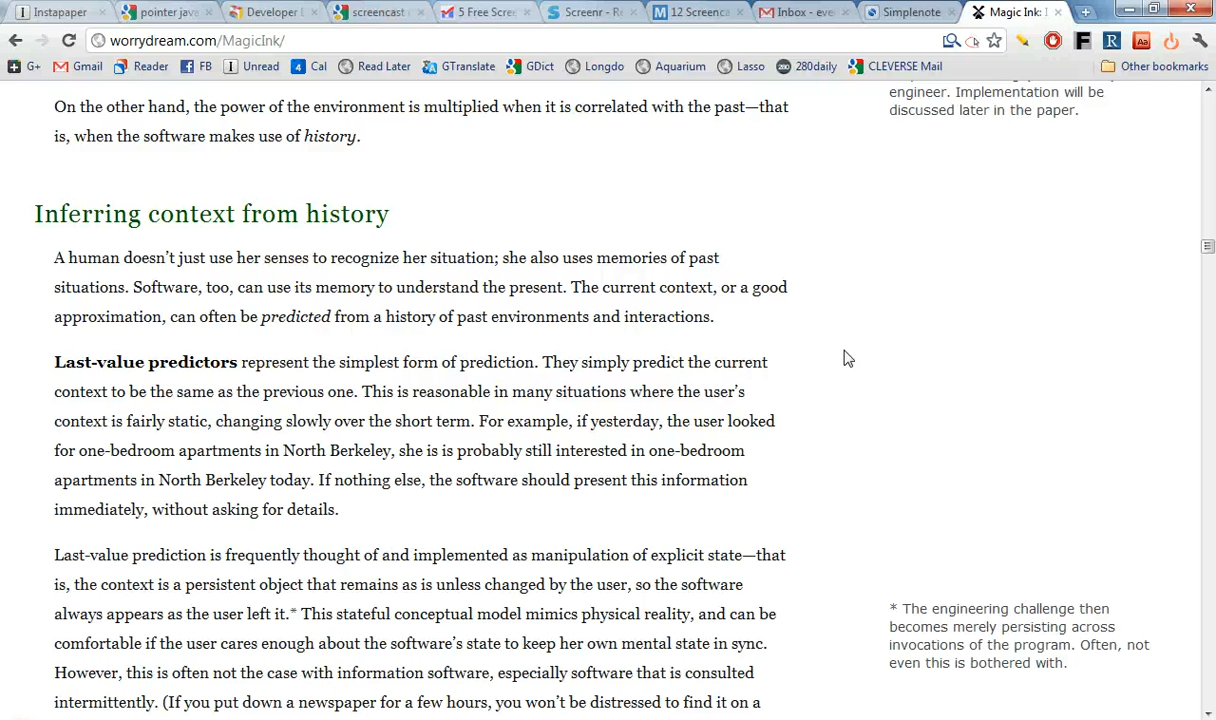 Instapaper
pointer java
Developer
screencast
5 Free Scre
Screenr - Re
12 Screenca
Inbox - eve
Simplenote
Magic Ink:
worrydream.com/MagicInk/
G+ Gmail Reader FB Unread Cal Read Later GTranslate GDict Longdo Aquarium Lasso 280daily CLEVERSE Mail Other bookmarks
On the other hand, the power of the environment is multiplied when it is correlated with the past—that
is, when the software makes use of history.
engineer. Implementation will be
discussed later in the paper.
Inferring context from history
A human doesn’t just use her senses to recognize her situation; she also uses memories of past
situations. Software, too, can use its memory to understand the present. The current context, or a good
approximation, can often be predicted from a history of past environments and interactions.
Last-value predictors represent the simplest form of prediction. They simply predict the current
context to be the same as the previous one. This is reasonable in many situations where the user’s
context is fairly static, changing slowly over the short term. For example, if yesterday, the user looked
for one-bedroom apartments in North Berkeley, she is is probably still interested in one-bedroom
apartments in North Berkeley today. If nothing else, the software should present this information
immediately, without asking for details.
Last-value prediction is frequently thought of and implemented as manipulation of explicit state—that
is, the context is a persistent object that remains as is unless changed by the user, so the software
always appears as the user left it.* This stateful conceptual model mimics physical reality, and can be
comfortable if the user cares enough about the software’s state to keep her own mental state in sync.
However, this is often not the case with information software, especially software that is consulted
intermittently. (If you put down a newspaper for a few hours, you won’t be distressed to find it on a
* The engineering challenge then
becomes merely persisting across
invocations of the program. Often, not
even this is bothered with.